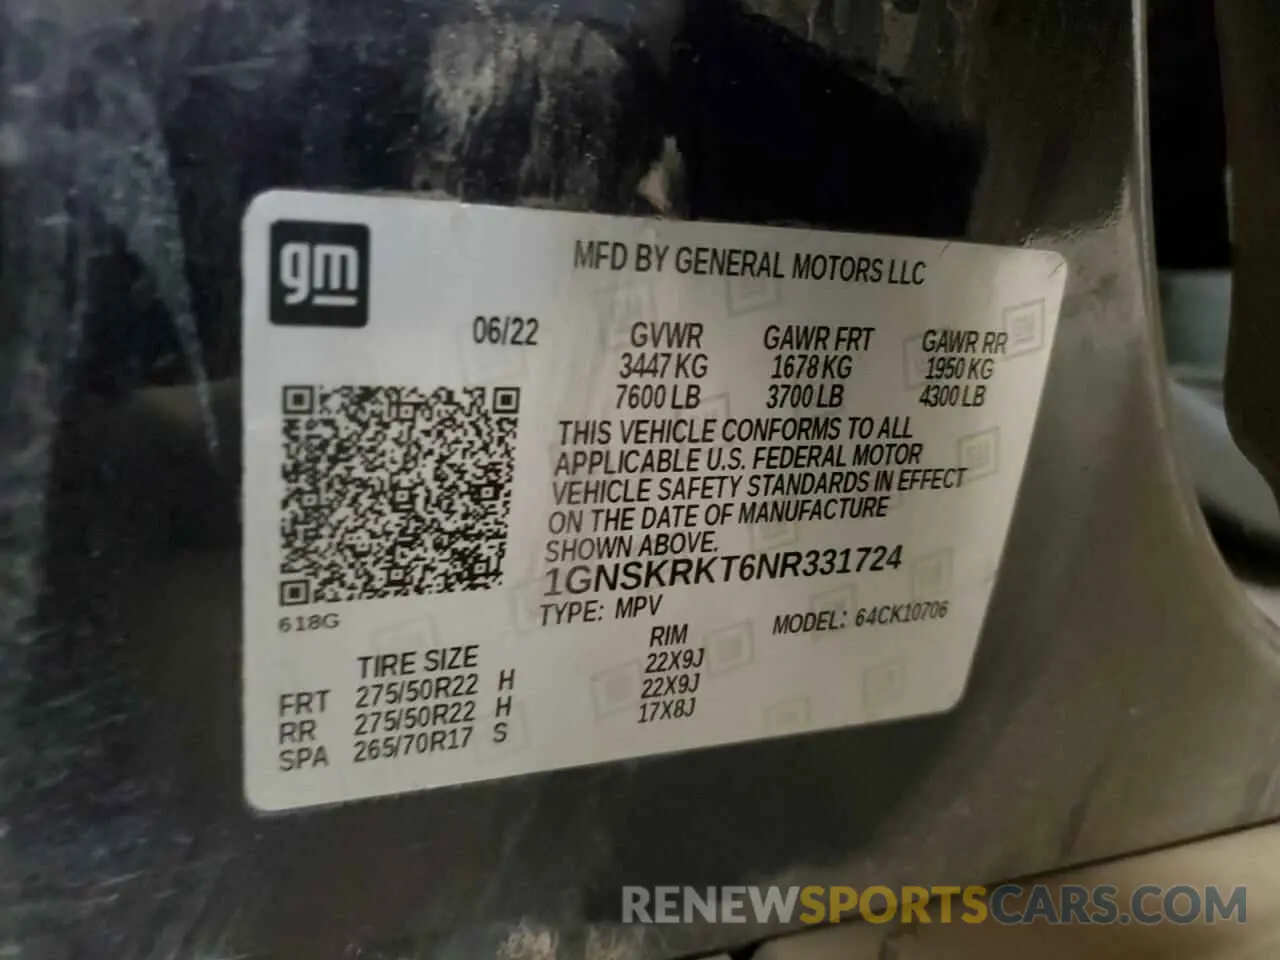 gm
MFD BY GENERAL MOTORS LLC
06/22
GVWR GAWR FRT GAWR RR
3447 KG 1678 KG 1950 KG
7600 LB 3700 LB 4300 LB
THIS VEHICLE CONFORMS TO ALL
APPLICABLE U.S. FEDERAL MOTOR
VEHICLE SAFETY STANDARDS IN EFFECT
ON THE DATE OF MANUFACTURE
SHOWN ABOVE.
1GNSKRKT6NR331724
618G
TYPE: MPV MODEL: 64CK10706
TIRE SIZE RIM
FRT 275/50R22 H 22X9J
RR 275/50R22 H 22X9J
SPA 265/70R17 S 17X8J
RENEWSPORTSCARS.COM